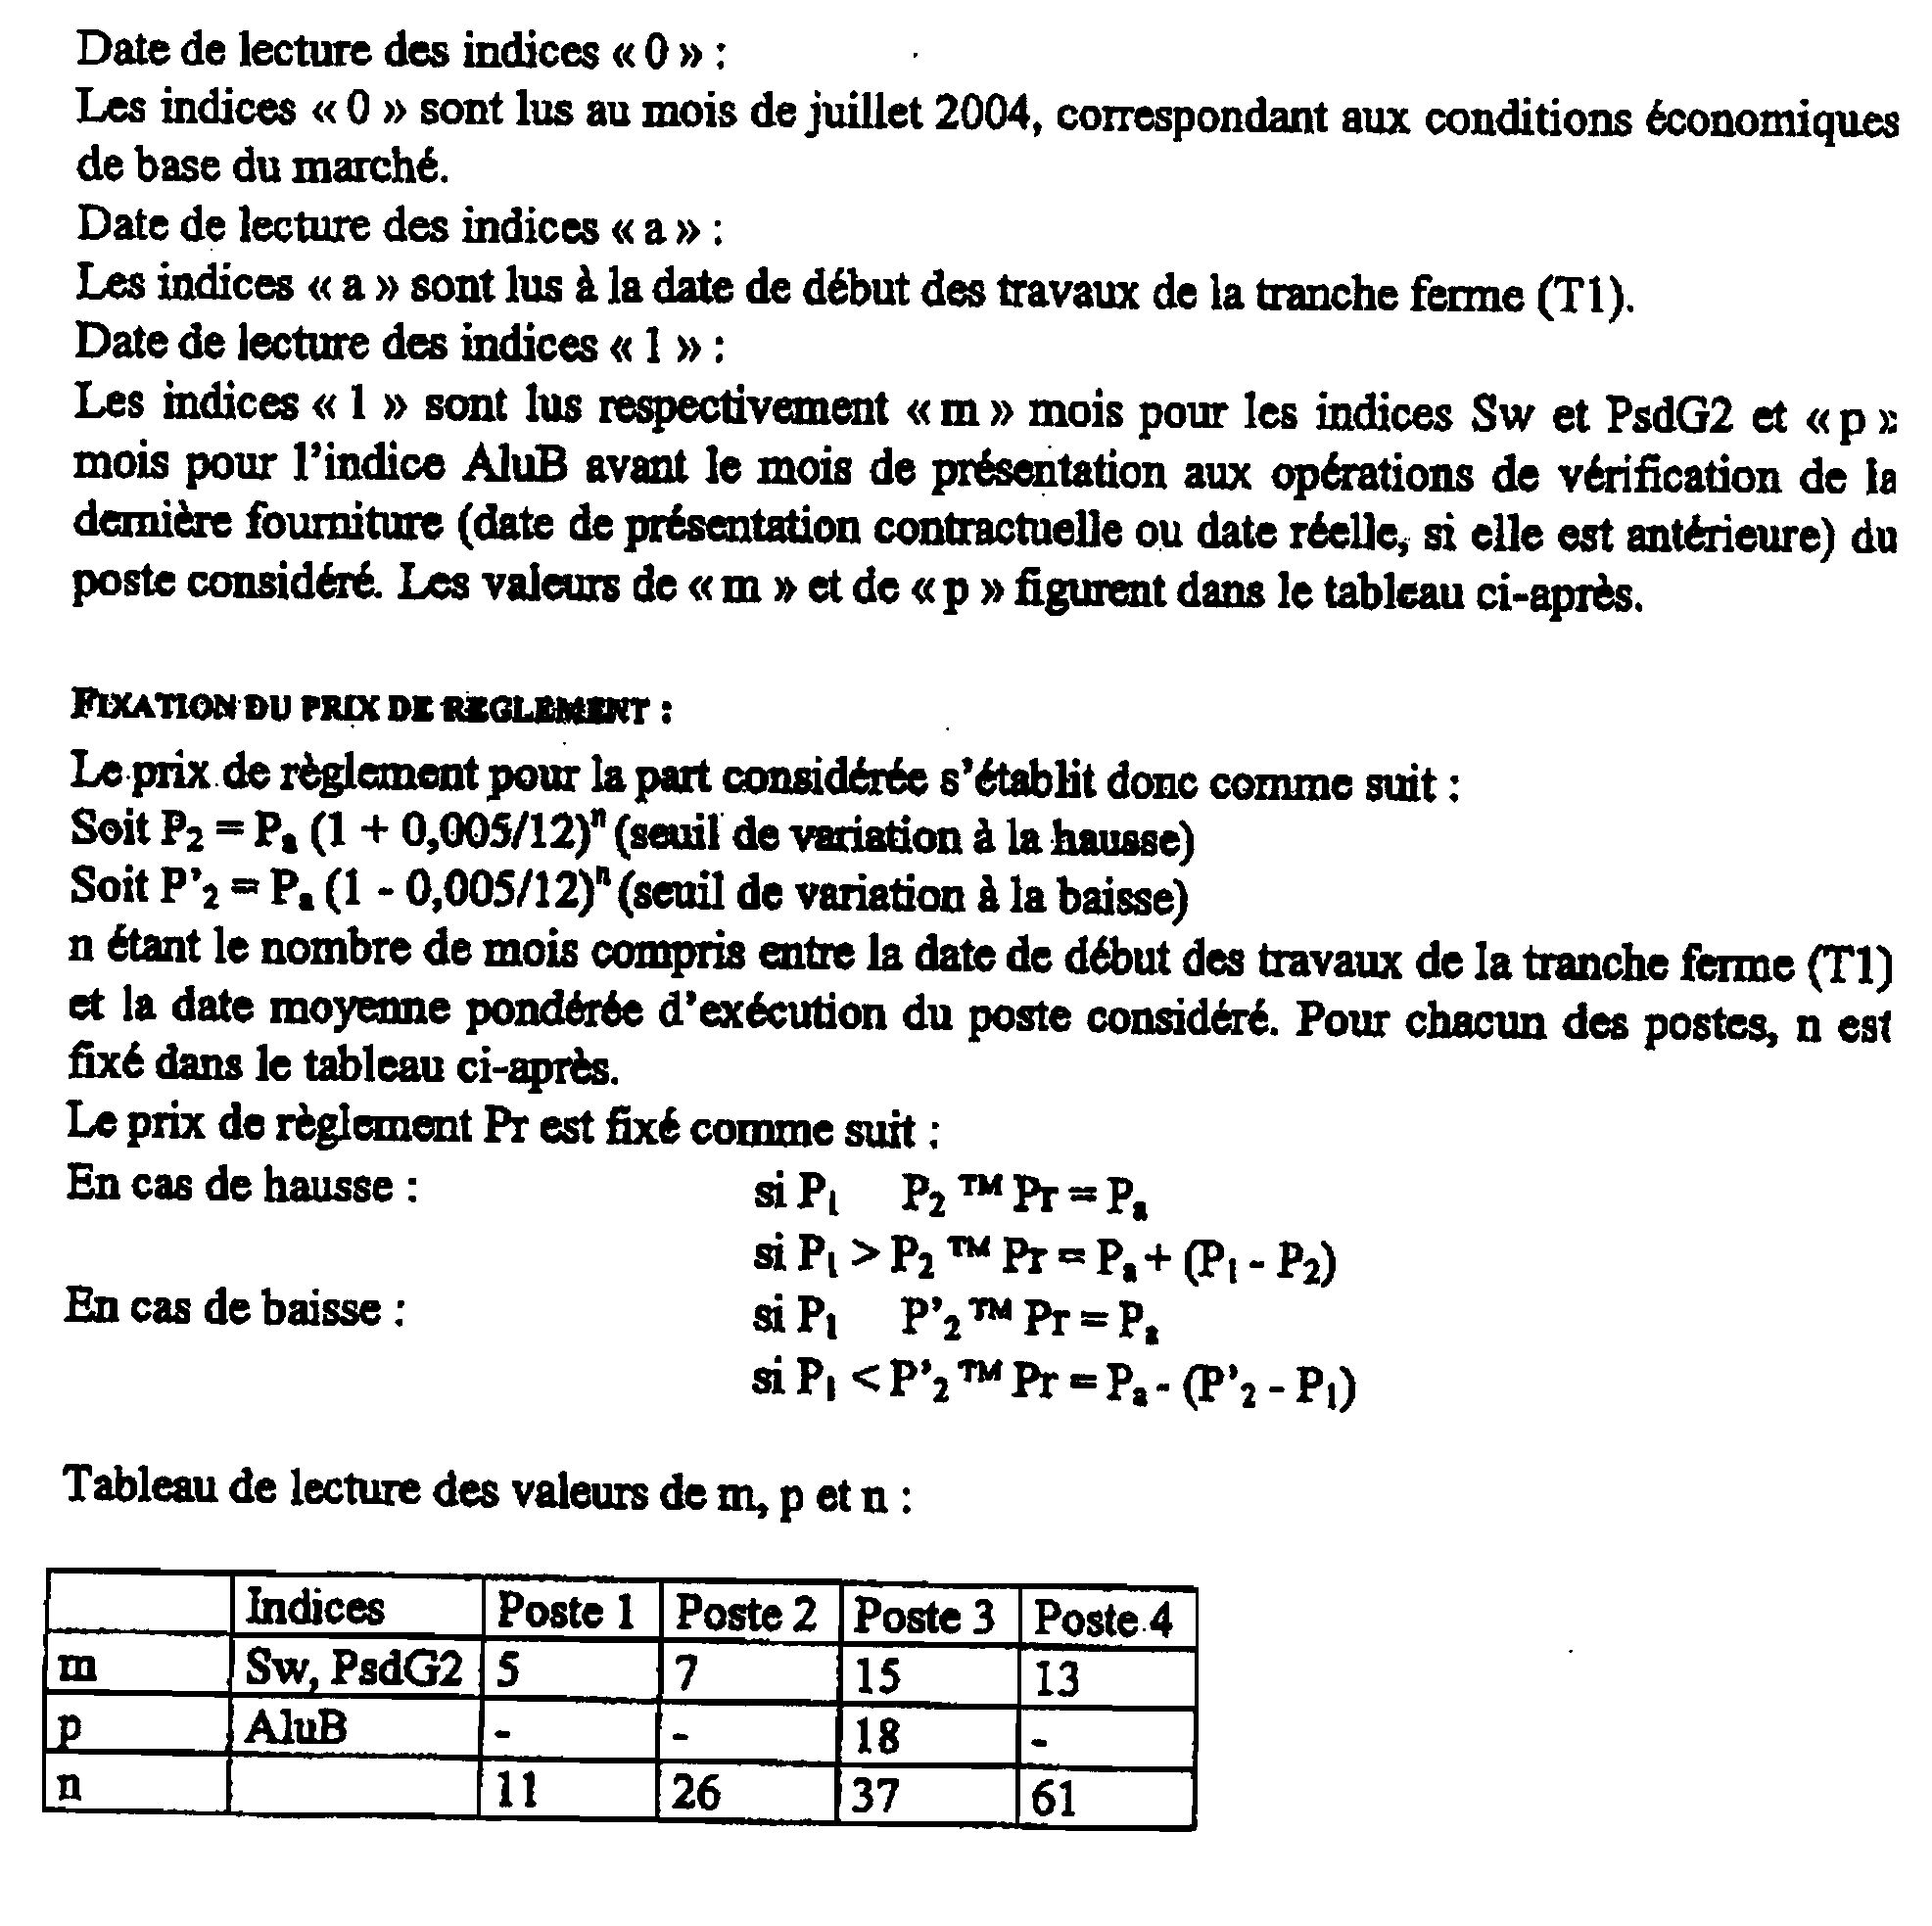 Date de lecture des indices « 0 » :
Les indices « 0 » sont lus au mois de juillet 2004, correspondant aux conditions économiques
de base du marché.
Date de lecture des indices « a » :
Les indices « a » sont lus à la date de début des travaux de la tranche ferme (T1).
Date de lecture des indices « 1 » :
Les indices « 1 » sont lus respectivement « m » mois pour les indices Sw et PsdG2 et « p »
mois pour l'indice AluB avant le mois de présentation aux opérations de vérification de la
dernière fourniture (date de présentation contractuelle ou date réelle, si elle est antérieure) du
poste considéré. Les valeurs de « m » et de « p » figurent dans le tableau ci-après.
FIXATION DU PRIX DE REGLEMENT :
Le prix de règlement pour la part considérée s'établit donc comme suit :
Soit P₂ = Pₐ (1 + 0,005/12)ⁿ (seuil de variation à la hausse)
Soit P'₂ = Pₐ (1 - 0,005/12)ⁿ (seuil de variation à la baisse)
n étant le nombre de mois compris entre la date de début des travaux de la tranche ferme (T1)
et la date moyenne pondérée d'exécution du poste considéré. Pour chacun des postes, n est
fixé dans le tableau ci-après.
Le prix de règlement Pr est fixé comme suit :
En cas de hausse : si P₁ P₂ ™ Pr = Pₐ
si P₁ > P₂ ™ Pr = Pₐ + (P₁ - P₂)
En cas de baisse : si P₁ P'₂ ™ Pr = Pₐ
si P₁ < P'₂ ™ Pr = Pₐ - (P'₂ - P₁)
Tableau de lecture des valeurs de m, p et n :
Indices Poste 1 Poste 2 Poste 3 Poste 4
m Sw, PsdG2 5 7 15 13
p AluB - - 18 -
n 11 26 37 61